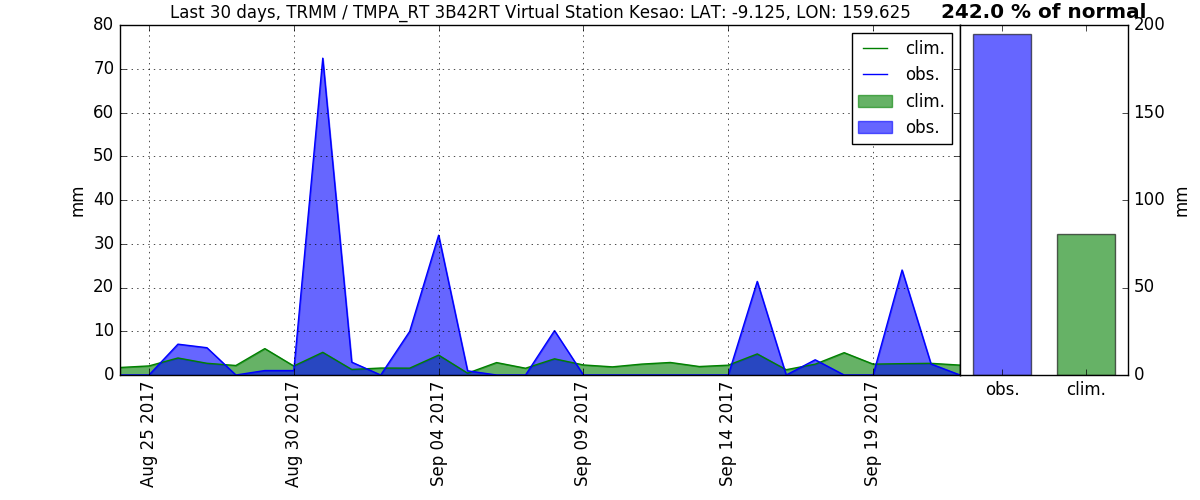 Last 30 days, TRMM / TMPA_RT 3B42RT Virtual Station Kesao: LAT: -9.125, LON: 159.625
242.0 % of normal
80
70
60
50
40
30
20
10
0
mm
clim.
obs.
clim.
obs.
200
150
100
50
0
mm
obs.
clim.
Aug 25 2017
Aug 30 2017
Sep 04 2017
Sep 09 2017
Sep 14 2017
Sep 19 2017